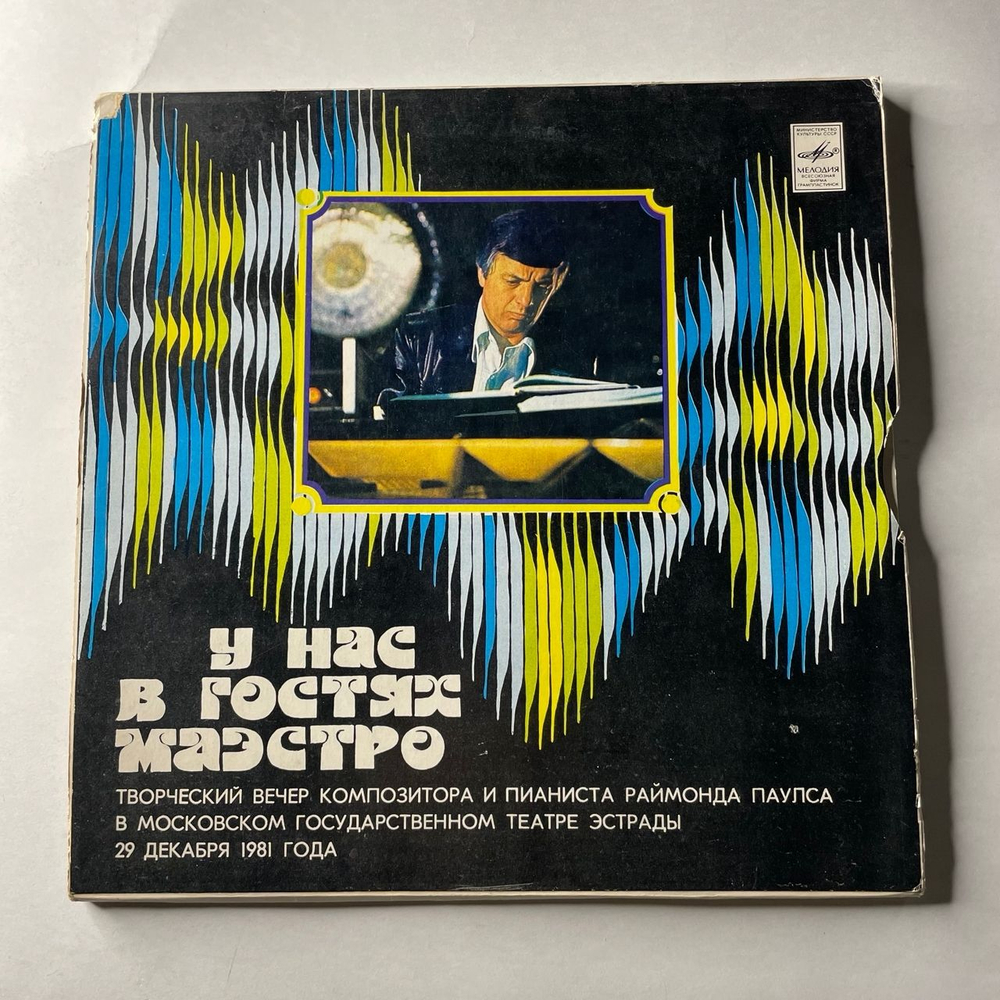 МИНИСТЕРСТВО
КУЛЬТУРЫ СССР
МЕЛОДИЯ
ВСЕСОЮЗНАЯ
ФИРМА
ГРАМПЛАСТИНОК
У НАС
В ГОСТЯХ
МАЭСТРО
ТВОРЧЕСКИЙ ВЕЧЕР КОМПОЗИТОРА И ПИАНИСТА РАЙМОНДА ПАУЛСА
В МОСКОВСКОМ ГОСУДАРСТВЕННОМ ТЕАТРЕ ЭСТРАДЫ
29 ДЕКАБРЯ 1981 ГОДА